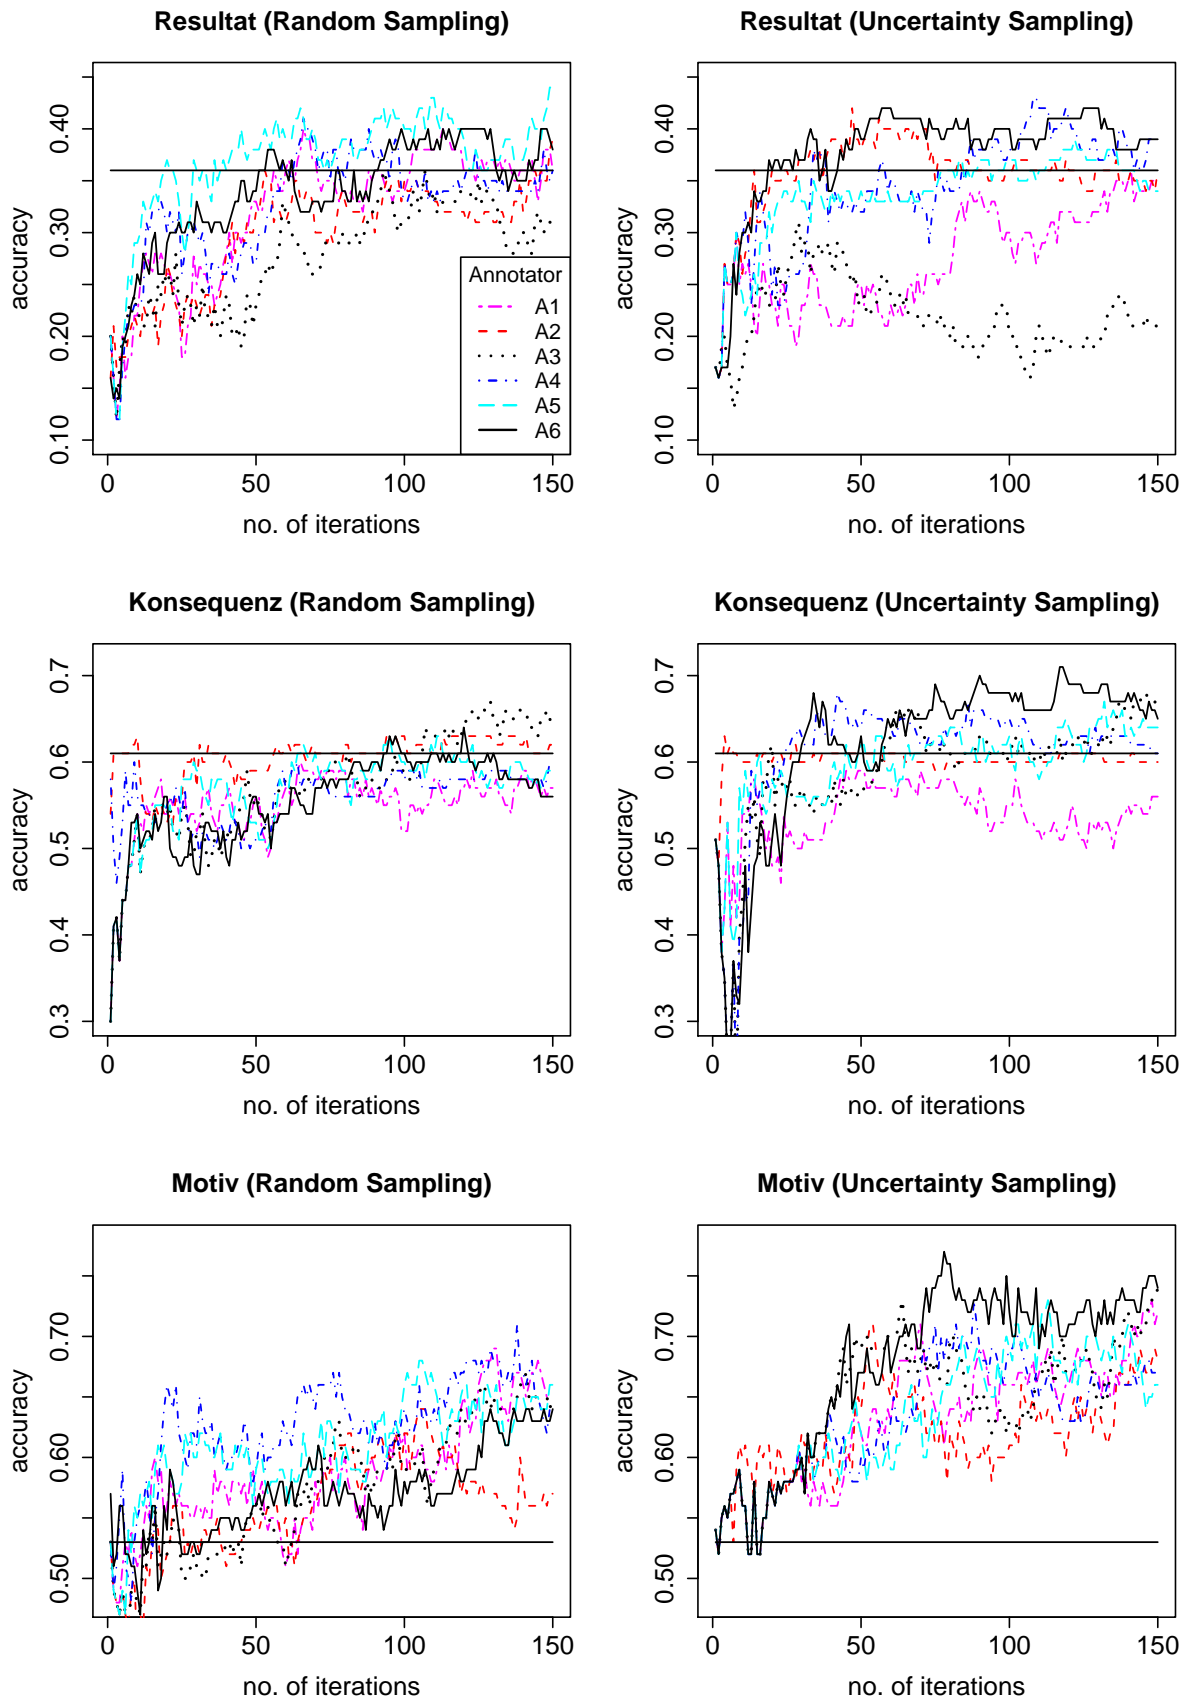 Resultat (Random Sampling)
accuracy
0.10 0.20 0.30 0.40
0 50 100 150
no. of iterations
Annotator
A1
A2
A3
A4
A5
A6
Resultat (Uncertainty Sampling)
accuracy
0.10 0.20 0.30 0.40
0 50 100 150
no. of iterations
Konsequenz (Random Sampling)
accuracy
0.3 0.4 0.5 0.6 0.7
0 50 100 150
no. of iterations
Konsequenz (Uncertainty Sampling)
accuracy
0.3 0.4 0.5 0.6 0.7
0 50 100 150
no. of iterations
Motiv (Random Sampling)
accuracy
0.50 0.60 0.70
0 50 100 150
no. of iterations
Motiv (Uncertainty Sampling)
accuracy
0.50 0.60 0.70
0 50 100 150
no. of iterations